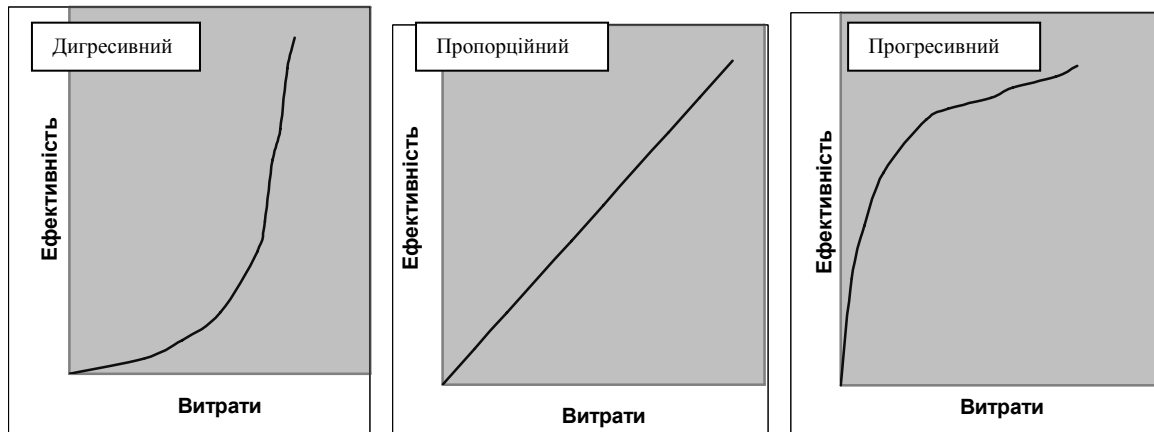 Дигресивний
Ефективність
Витрати
Пропорційний
Ефективність
Витрати
Прогресивний
Ефективність
Витрати